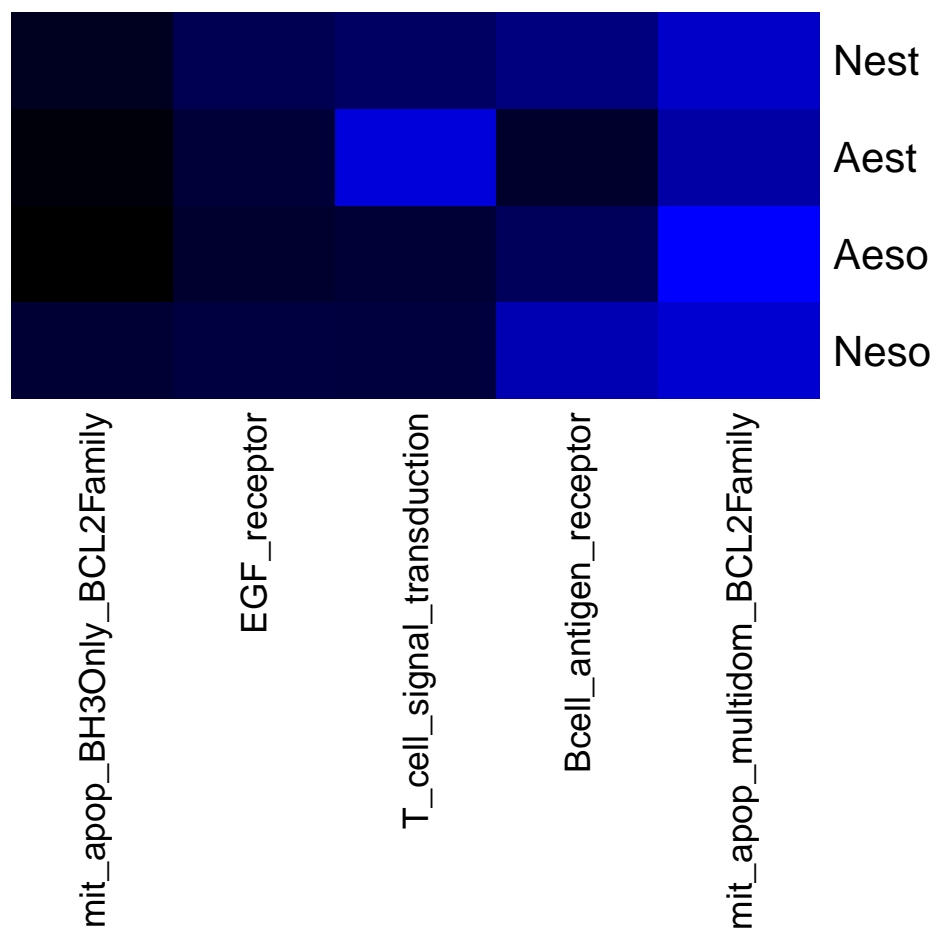 Nest
Aest
Aeso
Neso
mit_apop_BH3Only_BCL2Family
EGF_receptor
T_cell_signal_transduction
Bcell_antigen_receptor
mit_apop_multidom_BCL2Family